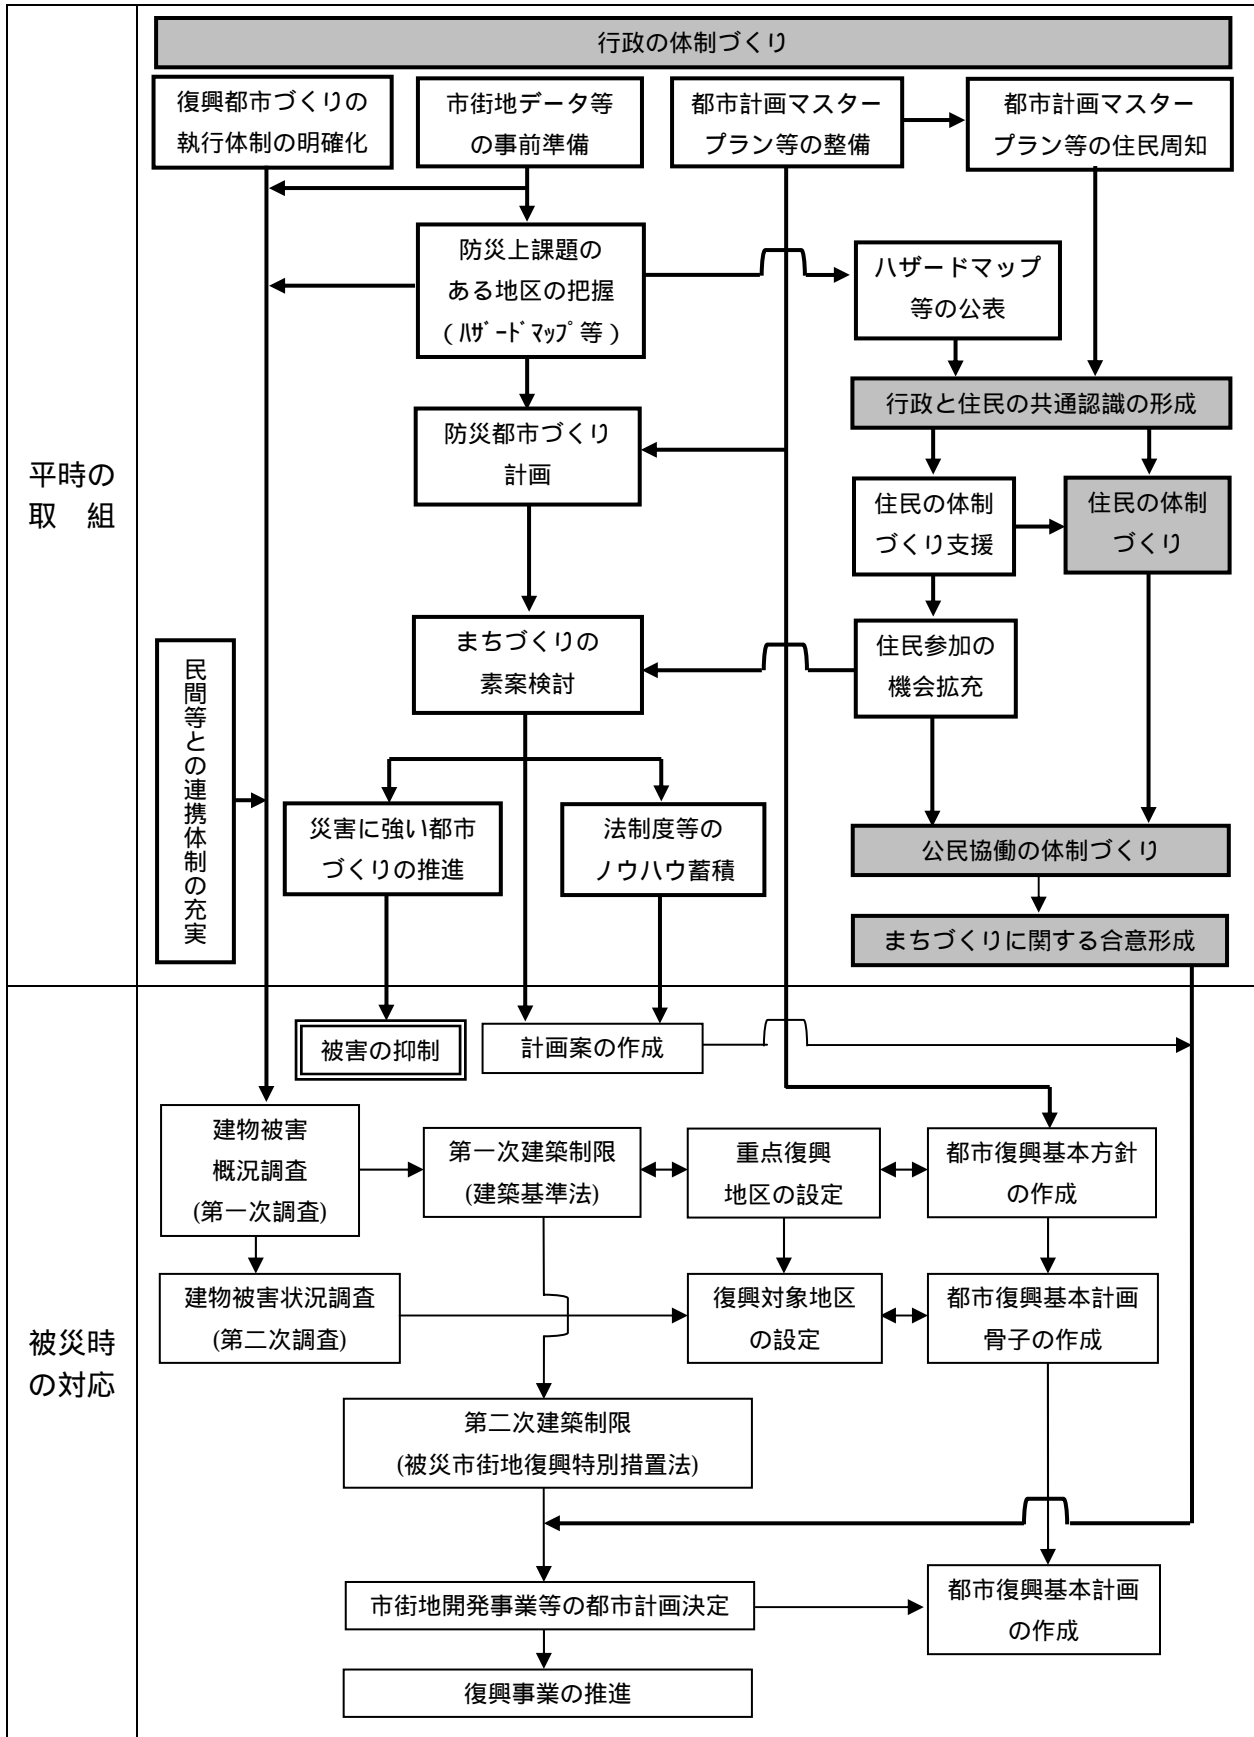 行政の体制づくり
復興都市づくりの
執行体制の明確化
市街地データ等
の事前準備
都市計画マスター
プラン等の整備
都市計画マスター
プラン等の住民周知
防災上課題の
ある地区の把握
(ﾊｻﾞｰﾄﾞﾏｯﾌﾟ等)
ハザードマップ
等の公表
行政と住民の共通認識の形成
防災都市づくり
計画
平時の
取　組
住民の体制
づくり支援
住民の体制
づくり
まちづくりの
素案検討
住民参加の
機会拡充
民間等との連携体制の充実
災害に強い都市
づくりの推進
法制度等の
ノウハウ蓄積
公民協働の体制づくり
まちづくりに関する合意形成
被害の抑制
計画案の作成
建物被害
概況調査
(第一次調査)
第一次建築制限
(建築基準法)
重点復興
地区の設定
都市復興基本方針
の作成
建物被害状況調査
(第二次調査)
復興対象地区
の設定
都市復興基本計画
骨子の作成
被災時
の対応
第二次建築制限
(被災市街地復興特別措置法)
市街地開発事業等の都市計画決定
都市復興基本計画
の作成
復興事業の推進